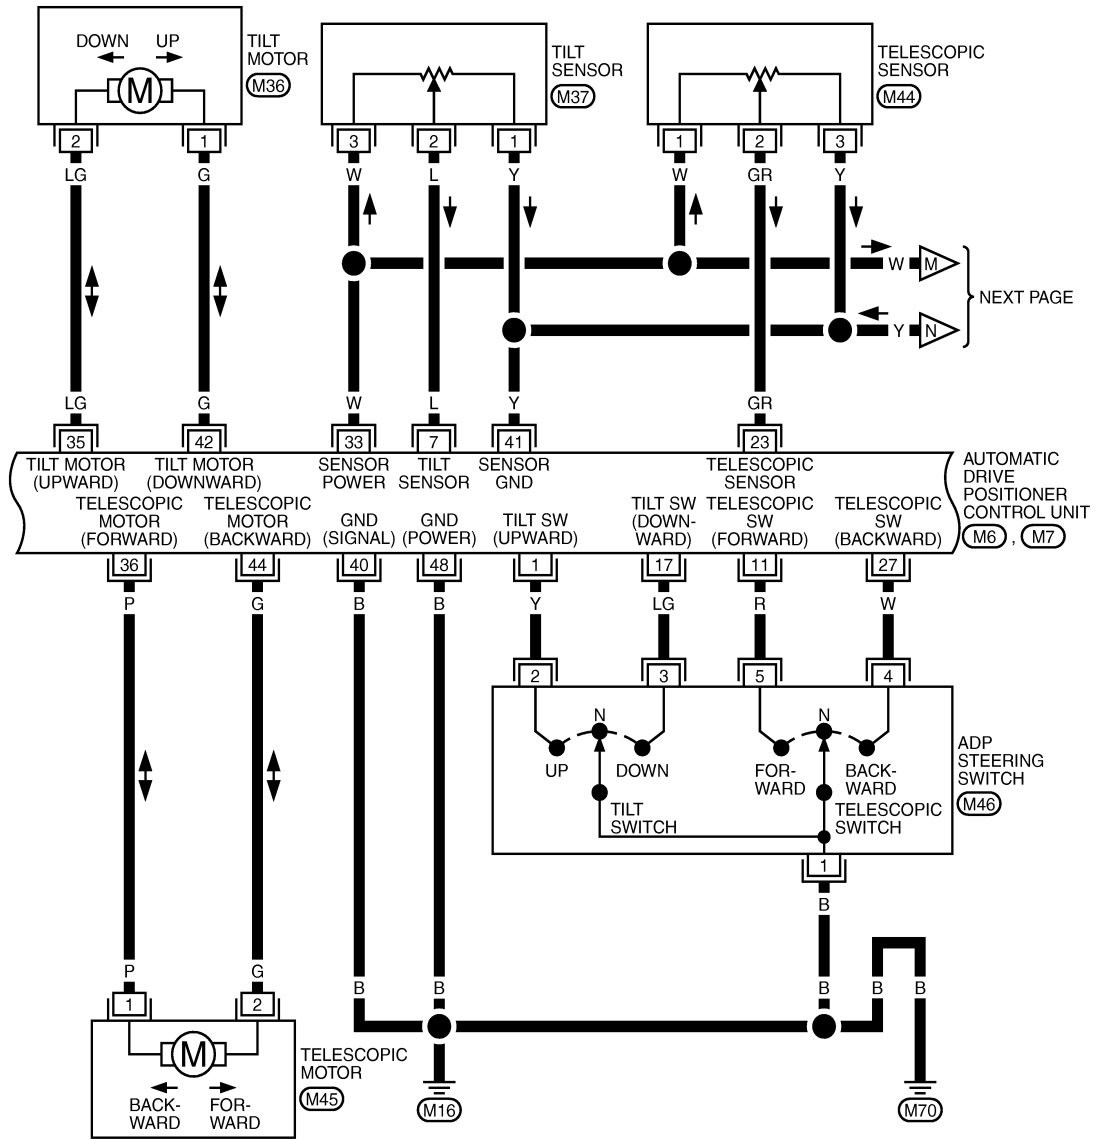 DOWN UP
TILT
MOTOR
M36
M
2 1
LG G
TILT
SENSOR
M37
3 2 1
W L Y
TELESCOPIC
SENSOR
M44
1 2 3
W GR Y
W M
Y N
NEXT PAGE
LG G W L Y GR
35 42 33 7 41 23
TILT MOTOR
(UPWARD)
TILT MOTOR
(DOWNWARD)
SENSOR
POWER
TILT
SENSOR
SENSOR
GND
TELESCOPIC
SENSOR
TELESCOPIC
MOTOR
(FORWARD)
TELESCOPIC
MOTOR
(BACKWARD)
GND
(SIGNAL)
GND
(POWER)
TILT SW
(UPWARD)
TILT SW
(DOWN-
WARD)
TELESCOPIC
SW
(FORWARD)
TELESCOPIC
SW
(BACKWARD)
AUTOMATIC
DRIVE
POSITIONER
CONTROL UNIT
M6 , M7
36 44 40 48 1 17 11 27
P G B B Y LG R W
2 3 5 4
N N
UP DOWN
FOR-
WARD
BACK-
WARD
TILT
SWITCH
TELESCOPIC
SWITCH
ADP
STEERING
SWITCH
M46
1
B
P G
B B B B B
1 2
M
BACK-
WARD
FOR-
WARD
TELESCOPIC
MOTOR
M45
M16
M70